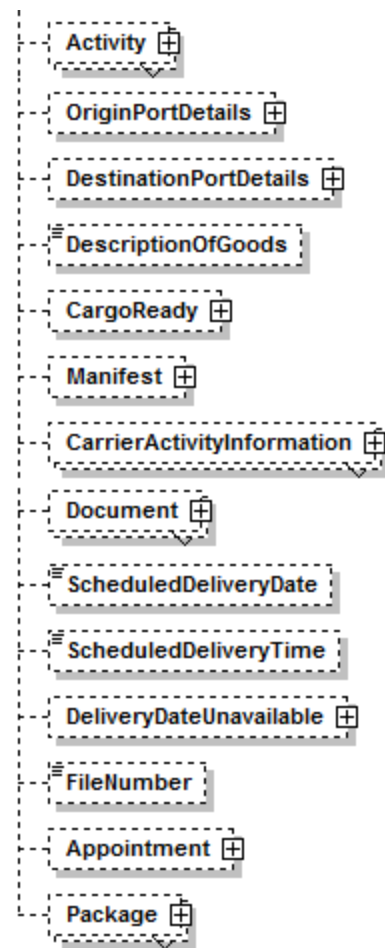 Activity
OriginPortDetails
DestinationPortDetails
DescriptionOfGoods
CargoReady
Manifest
CarrierActivityInformation
Document
ScheduledDeliveryDate
ScheduledDeliveryTime
DeliveryDateUnavailable
FileNumber
Appointment
Package